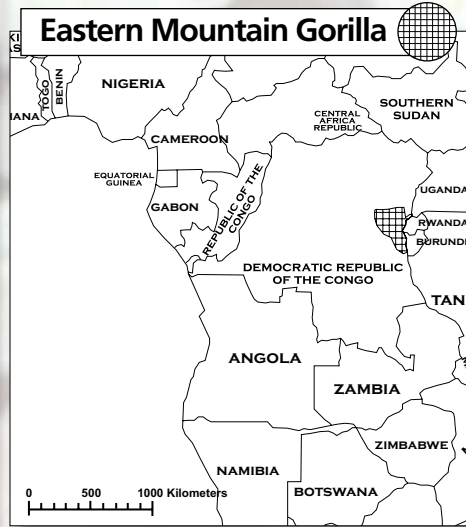 Eastern Mountain Gorilla
TOGO
BENIN
NIGERIA
CENTRAL
AFRICA
REPUBLIC
SOUTHERN
SUDAN
CAMEROON
EQUATORIAL
GUINEA
GABON
REPUBLIC OF THE
CONGO
UGANDA
RWANDA
BURUNDI
DEMOCRATIC REPUBLIC
OF THE CONGO
TAN
ANGOLA
ZAMBIA
ZIMBABWE
NAMIBIA
BOTSWANA
0 500 1000 Kilometers